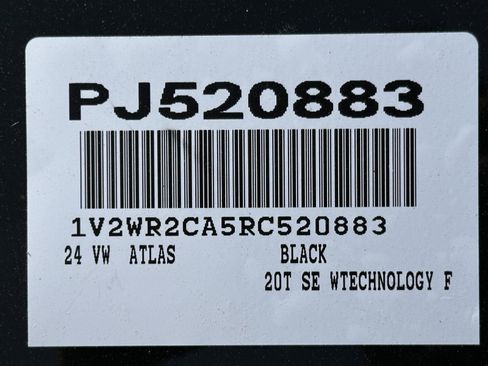 PJ520883
1V2WR2CA5RC520883
24 VW ATLAS BLACK
20T SE WTECHNOLOGY F